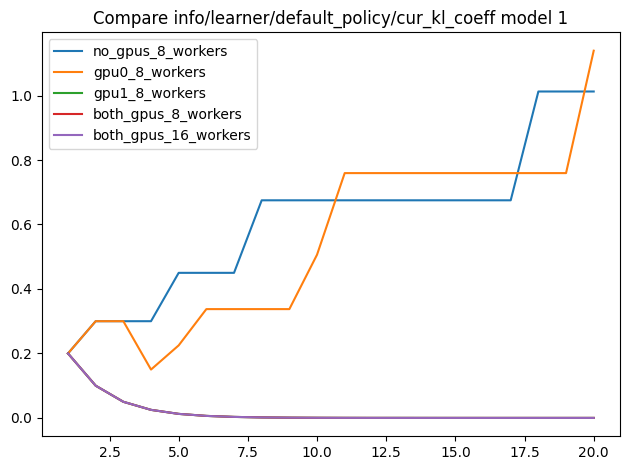 Compare info/learner/default_policy/cur_kl_coeff model 1
no_gpus_8_workers
gpu0_8_workers
gpu1_8_workers
both_gpus_8_workers
both_gpus_16_workers
1.0
0.8
0.6
0.4
0.2
0.0
2.5 5.0 7.5 10.0 12.5 15.0 17.5 20.0